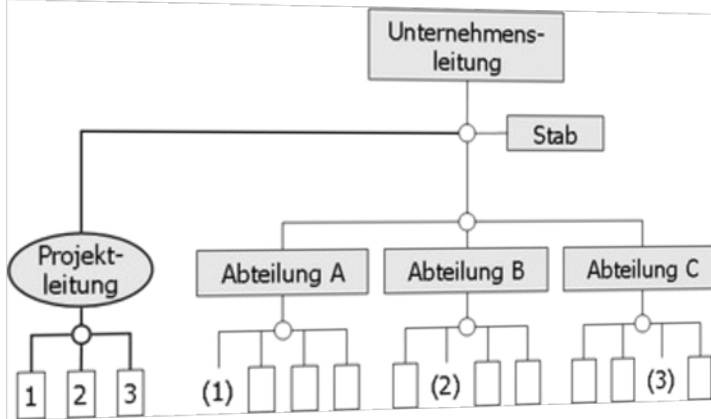 Unternehmens-
leitung
Stab
Projekt-
leitung
Abteilung A
Abteilung B
Abteilung C
1
2
3
(1)
(2)
(3)